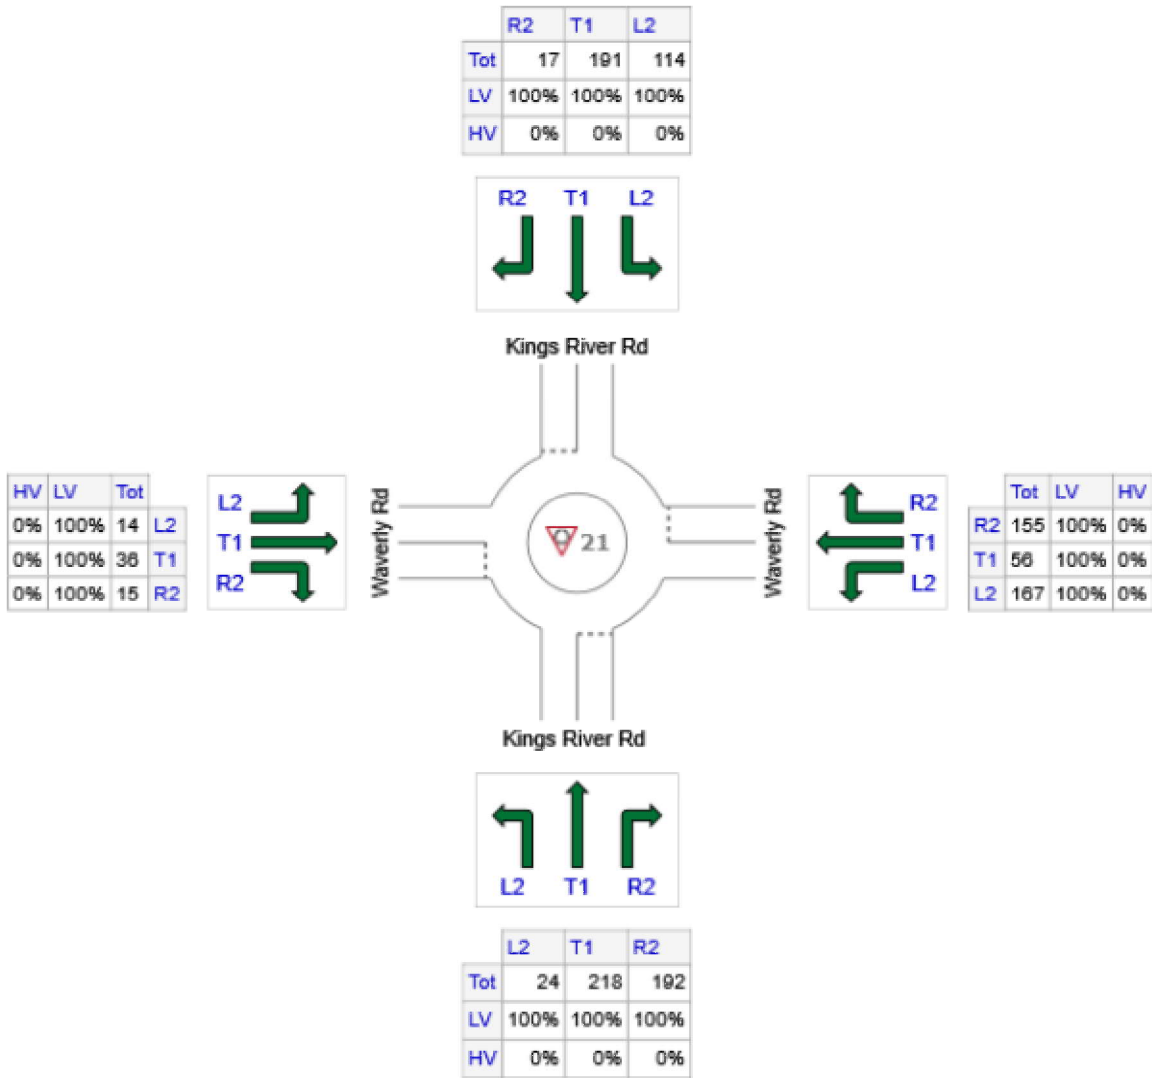 R2 T1 L2
Tot 17 191 114
LV 100% 100% 100%
HV 0% 0% 0%
R2 T1 L2
Kings River Rd
HV LV Tot
0% 100% 14 L2
0% 100% 36 T1
0% 100% 15 R2
L2
T1
R2
Waverly Rd
21
Waverly Rd
R2
T1
L2
Tot LV HV
R2 155 100% 0%
T1 56 100% 0%
L2 167 100% 0%
Kings River Rd
L2 T1 R2
L2 T1 R2
Tot 24 218 192
LV 100% 100% 100%
HV 0% 0% 0%